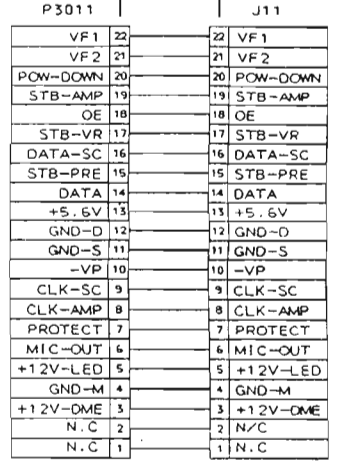 P3011 J11
VF1 22 22 VF1
VF2 21 21 VF2
POW-DOWN 20 20 POW-DOWN
STB-AMP 19 19 STB-AMP
OE 18 18 OE
STB-VR 17 17 STB-VR
DATA-SC 16 16 DATA-SC
STB-PRE 15 15 STB-PRE
DATA 14 14 DATA
+5.6V 13 13 +5.6V
GND-D 12 12 GND-D
GND-S 11 11 GND-S
-VP 10 10 -VP
CLK-SC 9 9 CLK-SC
CLK-AMP 8 8 CLK-AMP
PROTECT 7 7 PROTECT
MIC-OUT 6 6 MIC-OUT
+12V-LED 5 5 +12V-LED
GND-M 4 4 GND-M
+12V-DME 3 3 +12V-DME
N.C 2 2 N/C
N.C 1 1 N.C